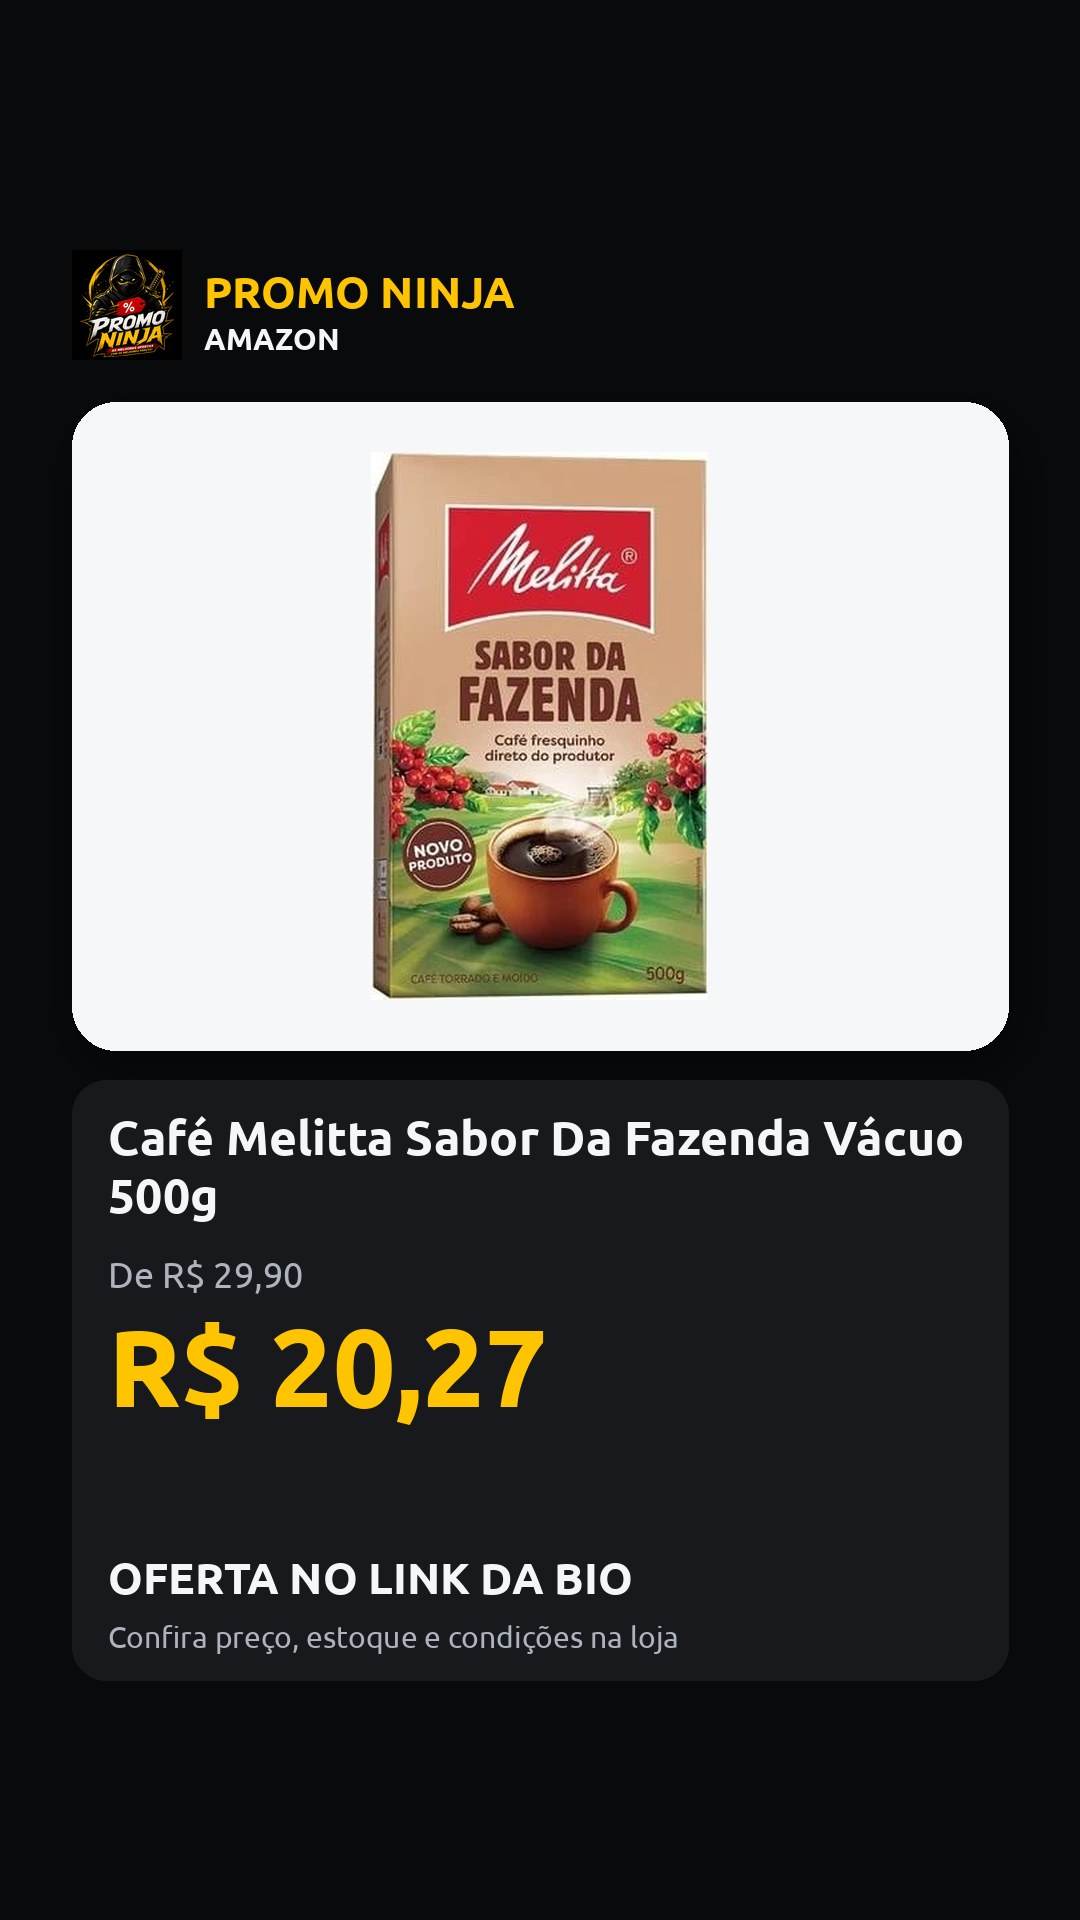 %
PROMO
NINJA
PROMO NINJA
AMAZON
Melitta®
SABOR DA
FAZENDA
Café fresquinho
direto do produtor
NOVO
PRODUTO
CAFÉ TORRADO E MOÍDO
500g
Café Melitta Sabor Da Fazenda Vácuo
500g
De R$ 29,90
R$ 20,27
OFERTA NO LINK DA BIO
Confira preço, estoque e condições na loja